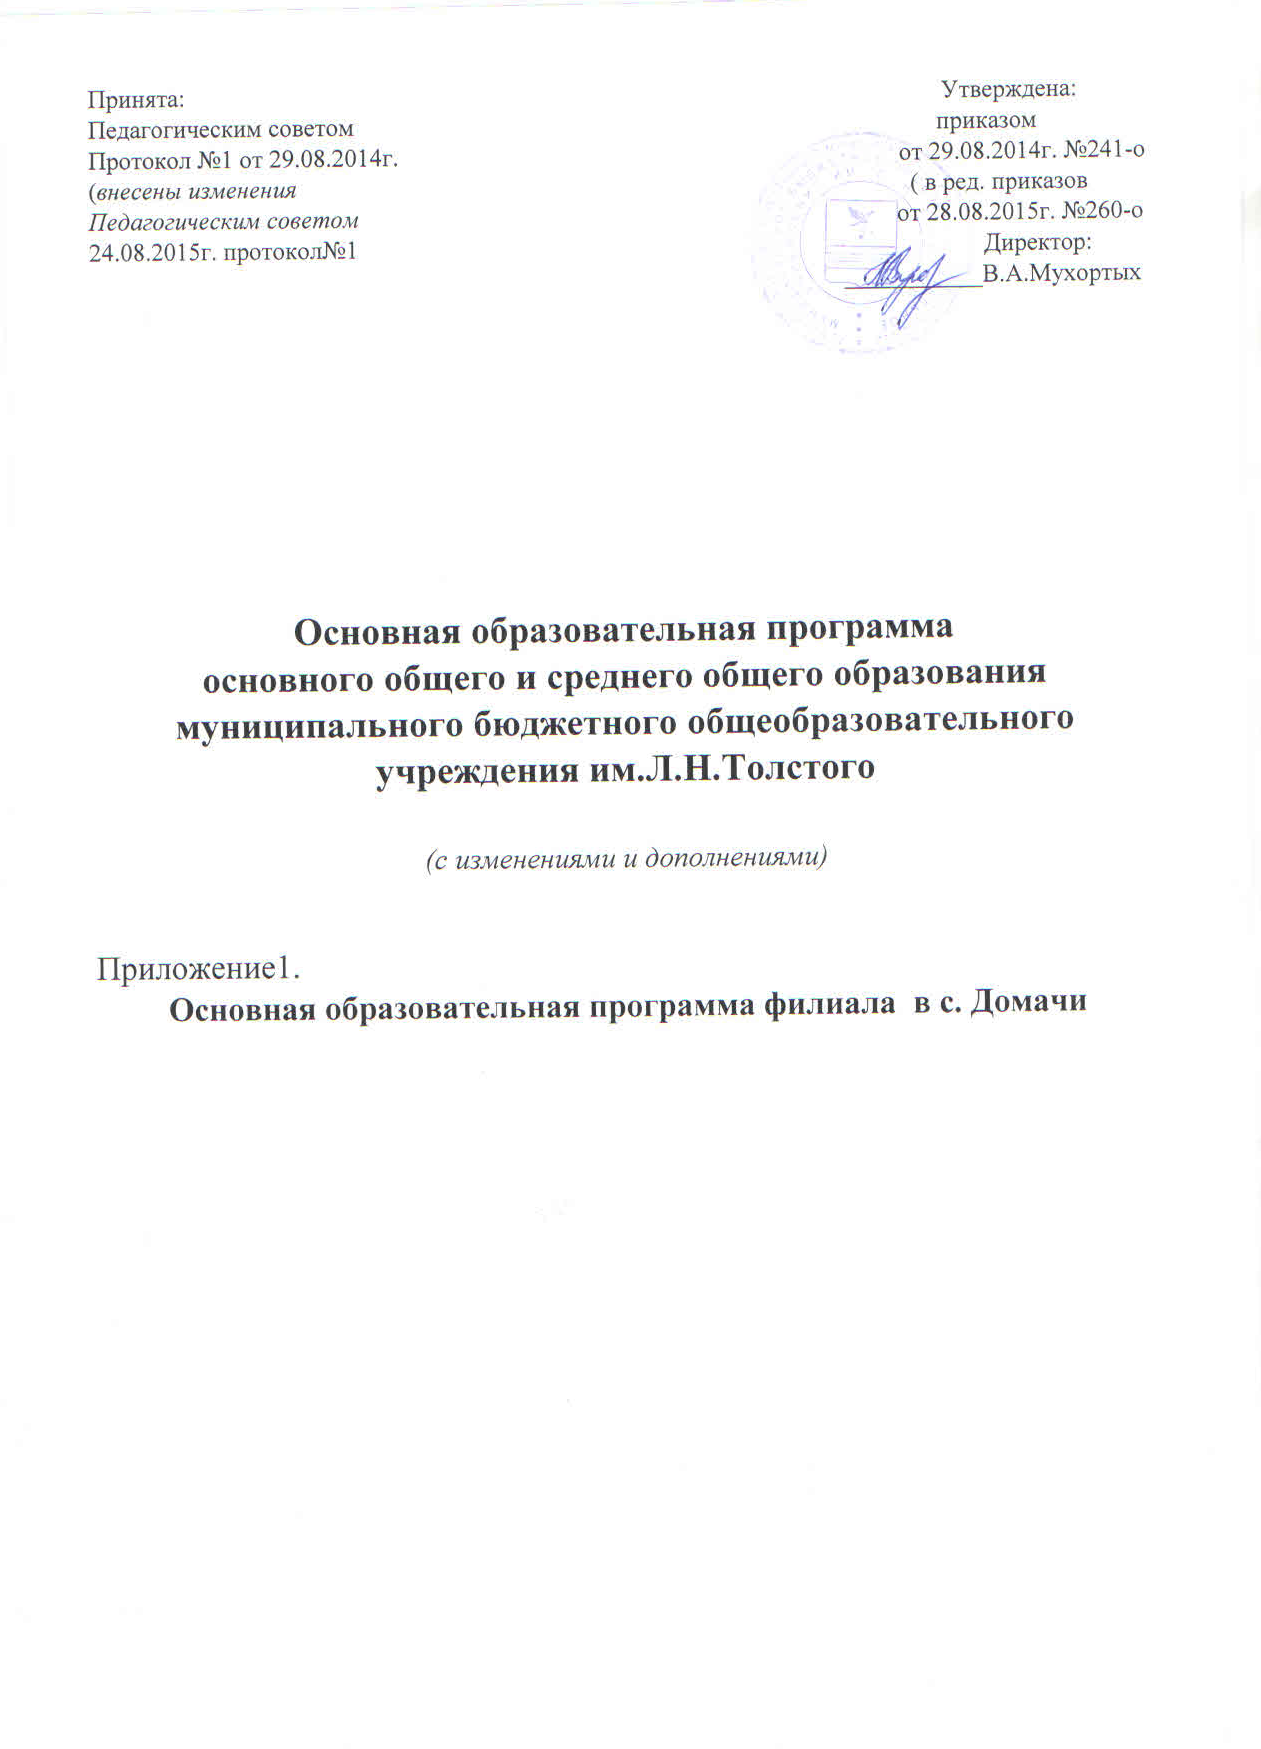 Принята:
Педагогическим советом
Протокол №1 от 29.08.2014г.
(внесены изменения
Педагогическим советом
24.08.2015г. протокол№1
Утверждена:
приказом
от 29.08.2014г. №241-о
( в ред. приказов
от 28.08.2015г. №260-о
Директор:
В.А.Мухортых
Основная образовательная программа
основного общего и среднего общего образования
муниципального бюджетного общеобразовательного
учреждения им.Л.Н.Толстого
(с изменениями и дополнениями)
Приложение1.
Основная образовательная программа филиала в с. Домачи